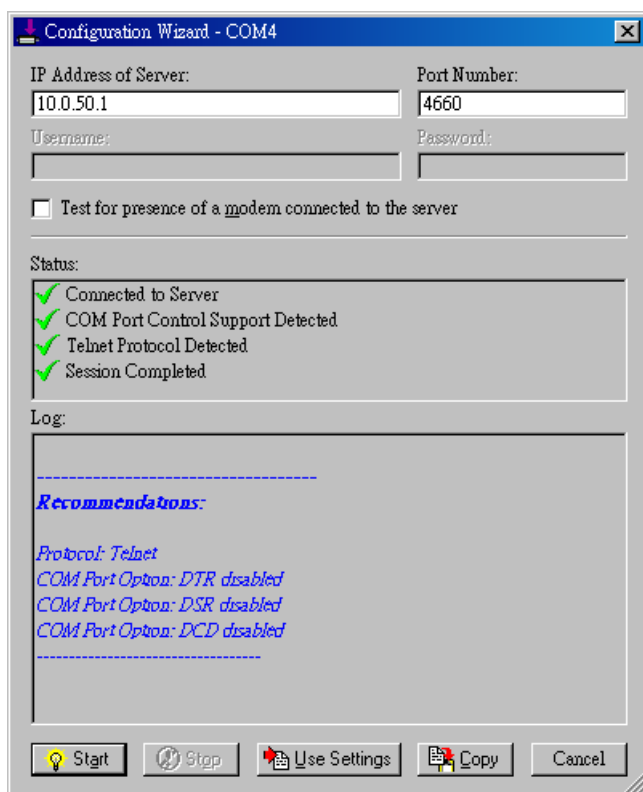 Configuration Wizard - COM4
IP Address of Server: Port Number:
10.0.50.1 4660
Username: Password:
Test for presence of a modem connected to the server
Status:
Connected to Server
COM Port Control Support Detected
Telnet Protocol Detected
Session Completed
Log:
-----------------------------------
Recommendations:
Protocol: Telnet
COM Port Option: DTR disabled
COM Port Option: DSR disabled
COM Port Option: DCD disabled
----------------------------------
Start Stop Use Settings Copy Cancel